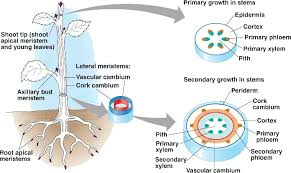 Shoot tip (shoot
apical meristem
and young leaves)
Lateral meristems:
Vascular cambium
Cork cambium
Axillary bud
meristem
Root apical
meristems
Primary growth in stems
Epidermis
Cortex
Primary phloem
Primary xylem
Pith
Secondary growth in stems
Periderm
Cork
cambium
Cortex
Primary
phloem
Secondary
phloem
Pith
Primary
xylem
Secondary
xylem
Vascular cambium